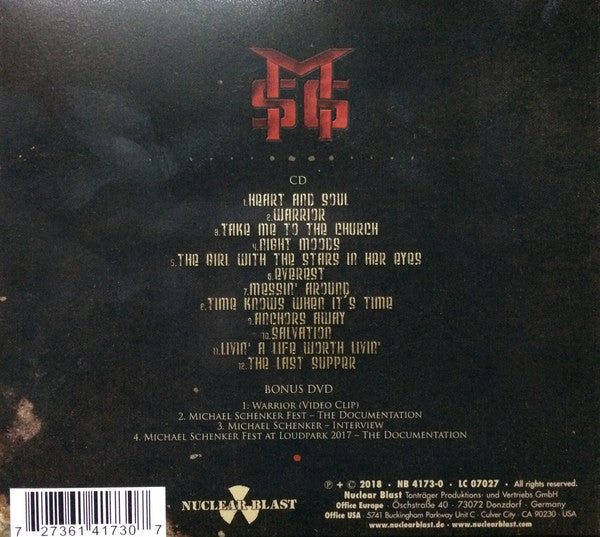 MSG
CD
1. HEART AND SOUL
2. WARRIOR
3. TAKE ME TO THE CHURCH
4. NIGHT MOODS
5. THE GIRL WITH THE STARS IN HER EYES
6. EVEREST
7. MESSIN' AROUND
8. TIME KNOWS WHEN IT'S TIME
9. ANCHORS AWAY
10. SALVATION
11. LIVIN' A LIFE WORTH LIVIN'
12. THE LAST SUPPER
BONUS DVD
1. WARRIOR (VIDEO CLIP)
2. MICHAEL SCHENKER FEST – THE DOCUMENTATION
3. MICHAEL SCHENKER – INTERVIEW
4. MICHAEL SCHENKER FEST AT LOUDPARK 2017 – THE DOCUMENTATION
℗ + © 2018 • NB 4173-0 • LC 07027 • All rights reserved.
Nuclear Blast Tonträger Produktions- und Vertriebs GmbH
Office Europe • Oschstraße 40 • 73072 Donzdorf • Germany
Office USA • 5741 Buckingham Parkway Unit C • Culver City • CA 90230 • USA
www.nuclearblast.de • www.nuclearblast.com
NUCLEAR BLAST
7 27361 41730 7